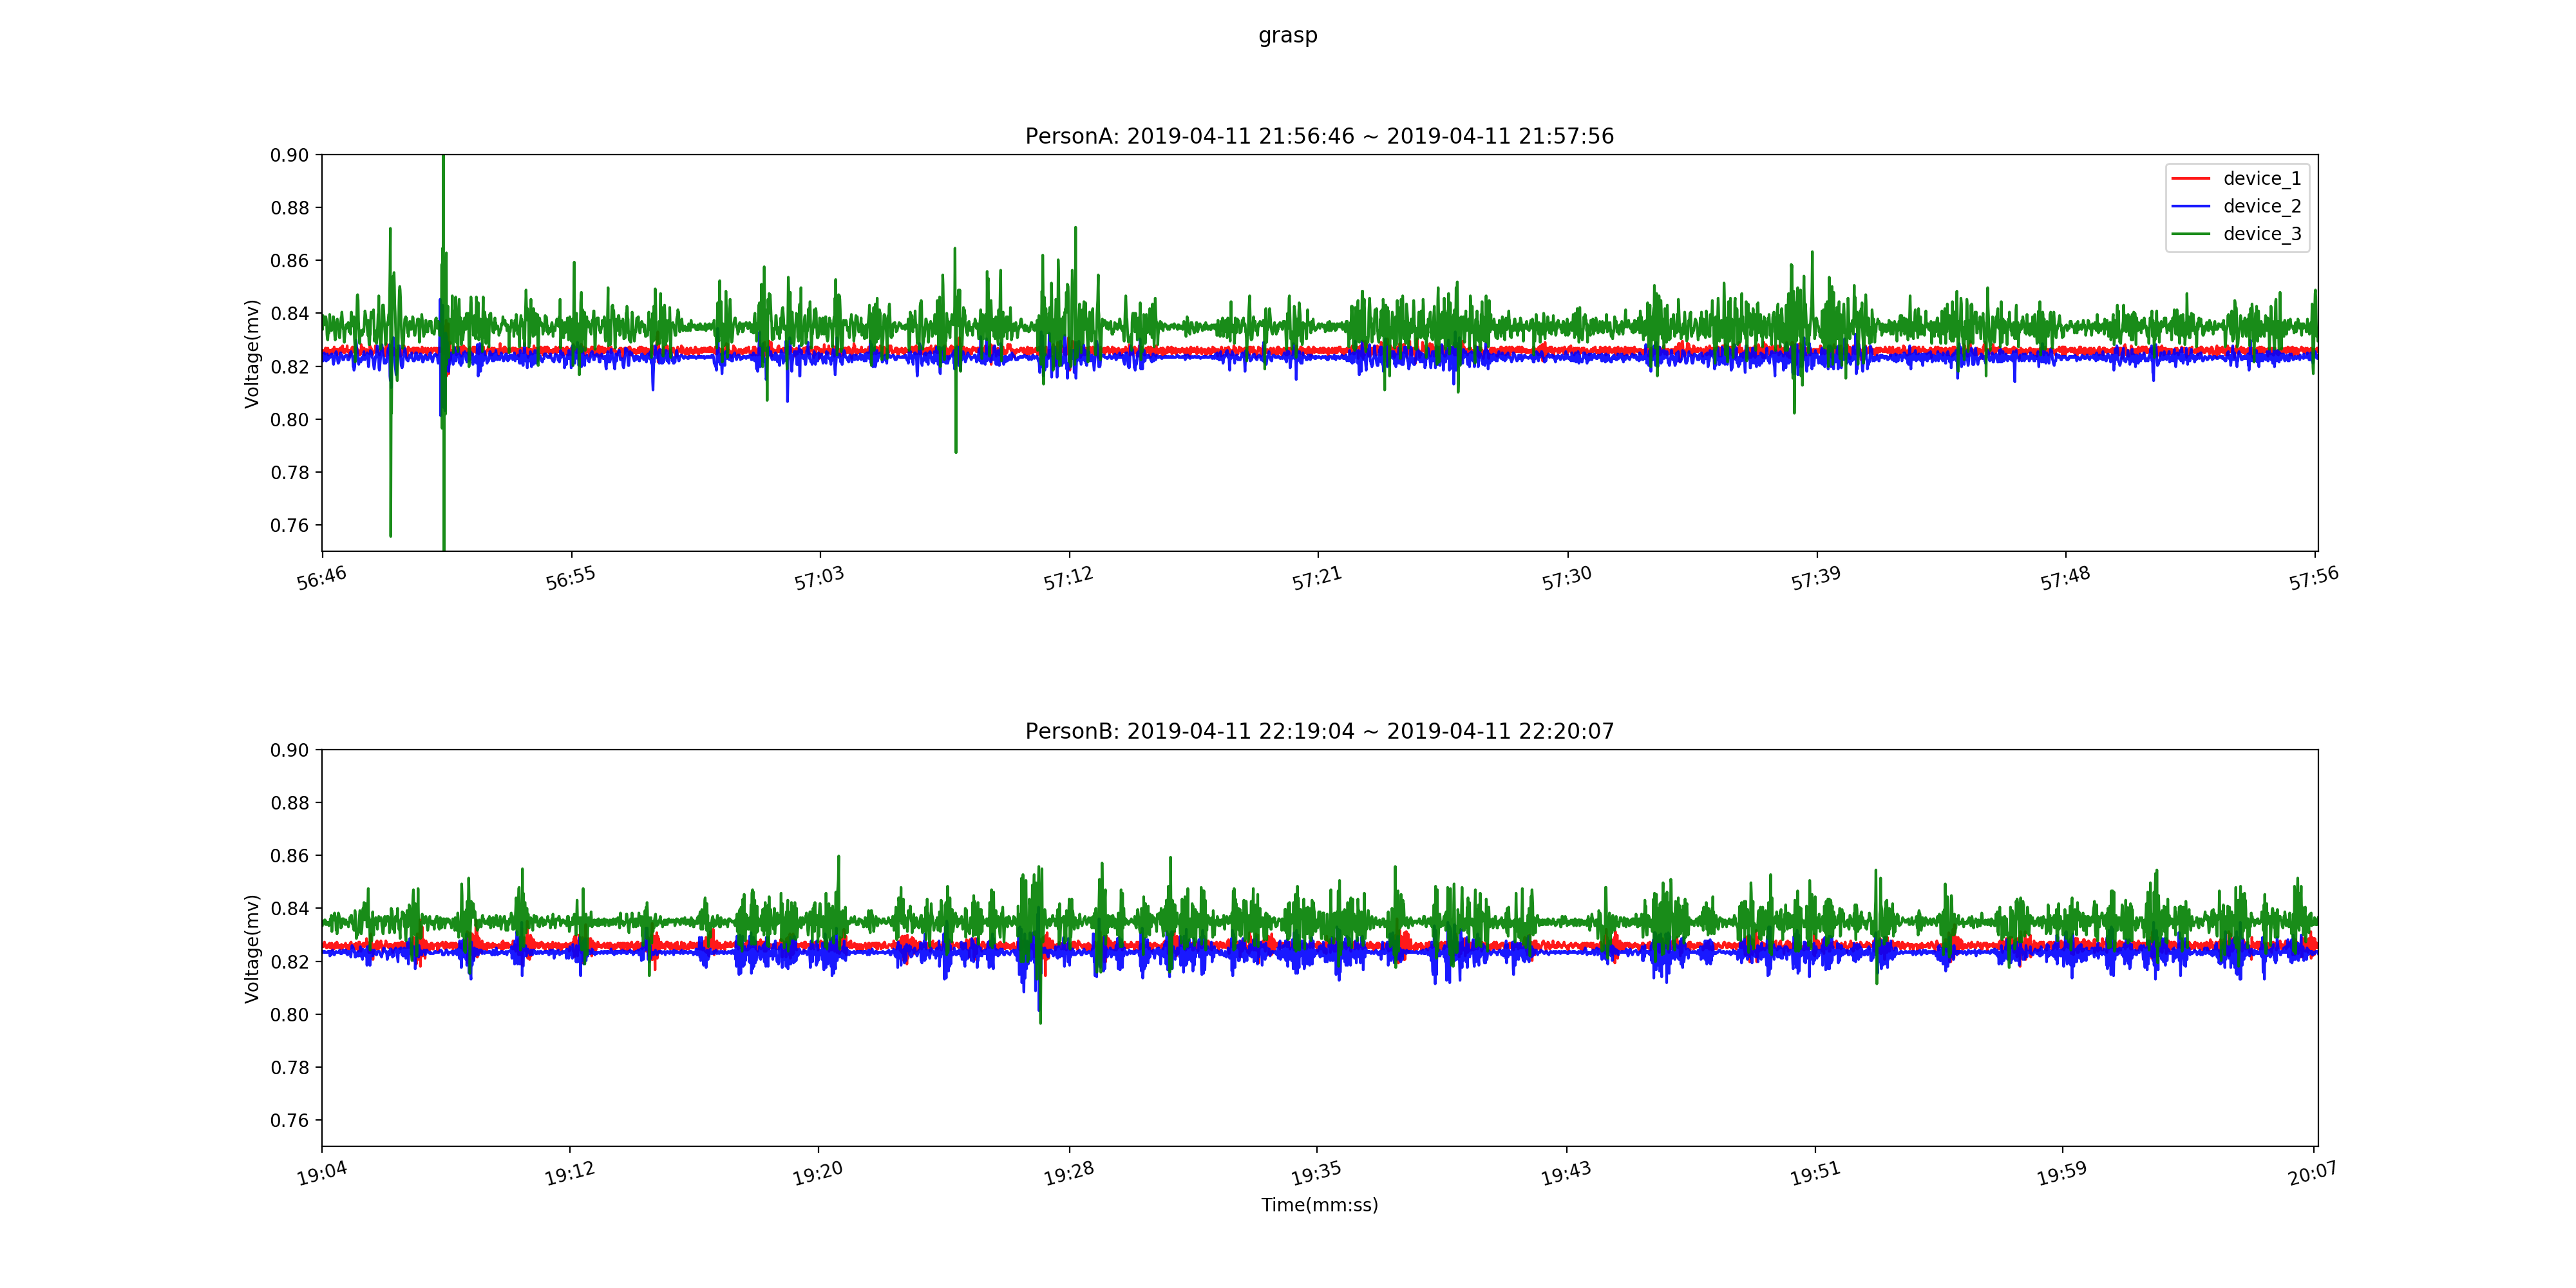 grasp
PersonA: 2019-04-11 21:56:46 ~ 2019-04-11 21:57:56
0.90
0.88
0.86
0.84
0.82
0.80
0.78
0.76
Voltage(mv)
device_1
device_2
device_3
56:46 56:55 57:03 57:12 57:21 57:30 57:39 57:48 57:56
PersonB: 2019-04-11 22:19:04 ~ 2019-04-11 22:20:07
0.90
0.88
0.86
0.84
0.82
0.80
0.78
0.76
Voltage(mv)
19:04 19:12 19:20 19:28 19:35 19:43 19:51 19:59 20:07
Time(mm:ss)